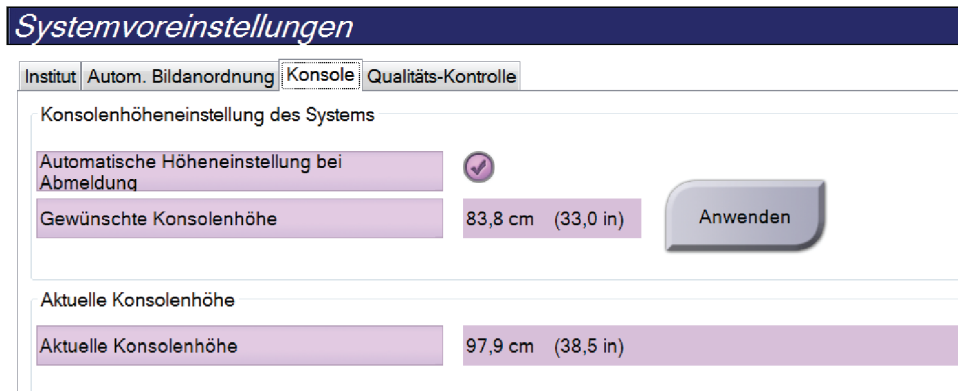 Systemvoreinstellungen
Institut Autom. Bildanordnung Konsole Qualitäts-Kontrolle
Konsolenhöheneinstellung des Systems
Automatische Höheneinstellung bei
Abmeldung
Gewünschte Konsolenhöhe 83,8 cm (33,0 in) Anwenden
Aktuelle Konsolenhöhe
Aktuelle Konsolenhöhe 97,9 cm (38,5 in)